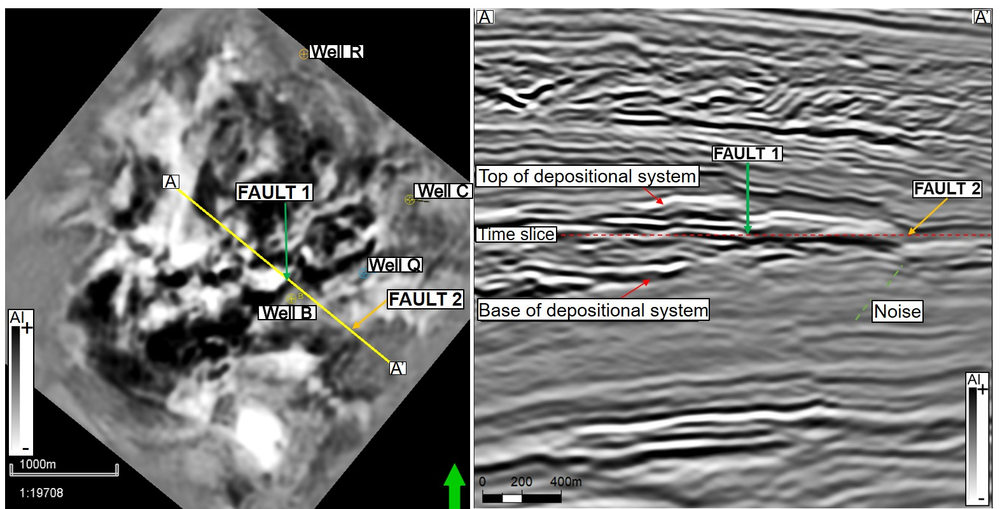 Well R
A
FAULT 1
Well C
Well Q
B
Well B
FAULT 2
A'
AI
+
-
1000m
1:19708
A
A'
FAULT 1
Top of depositional system
FAULT 2
Time slice
Base of depositional system
Noise
AI
+
-
0 200 400m